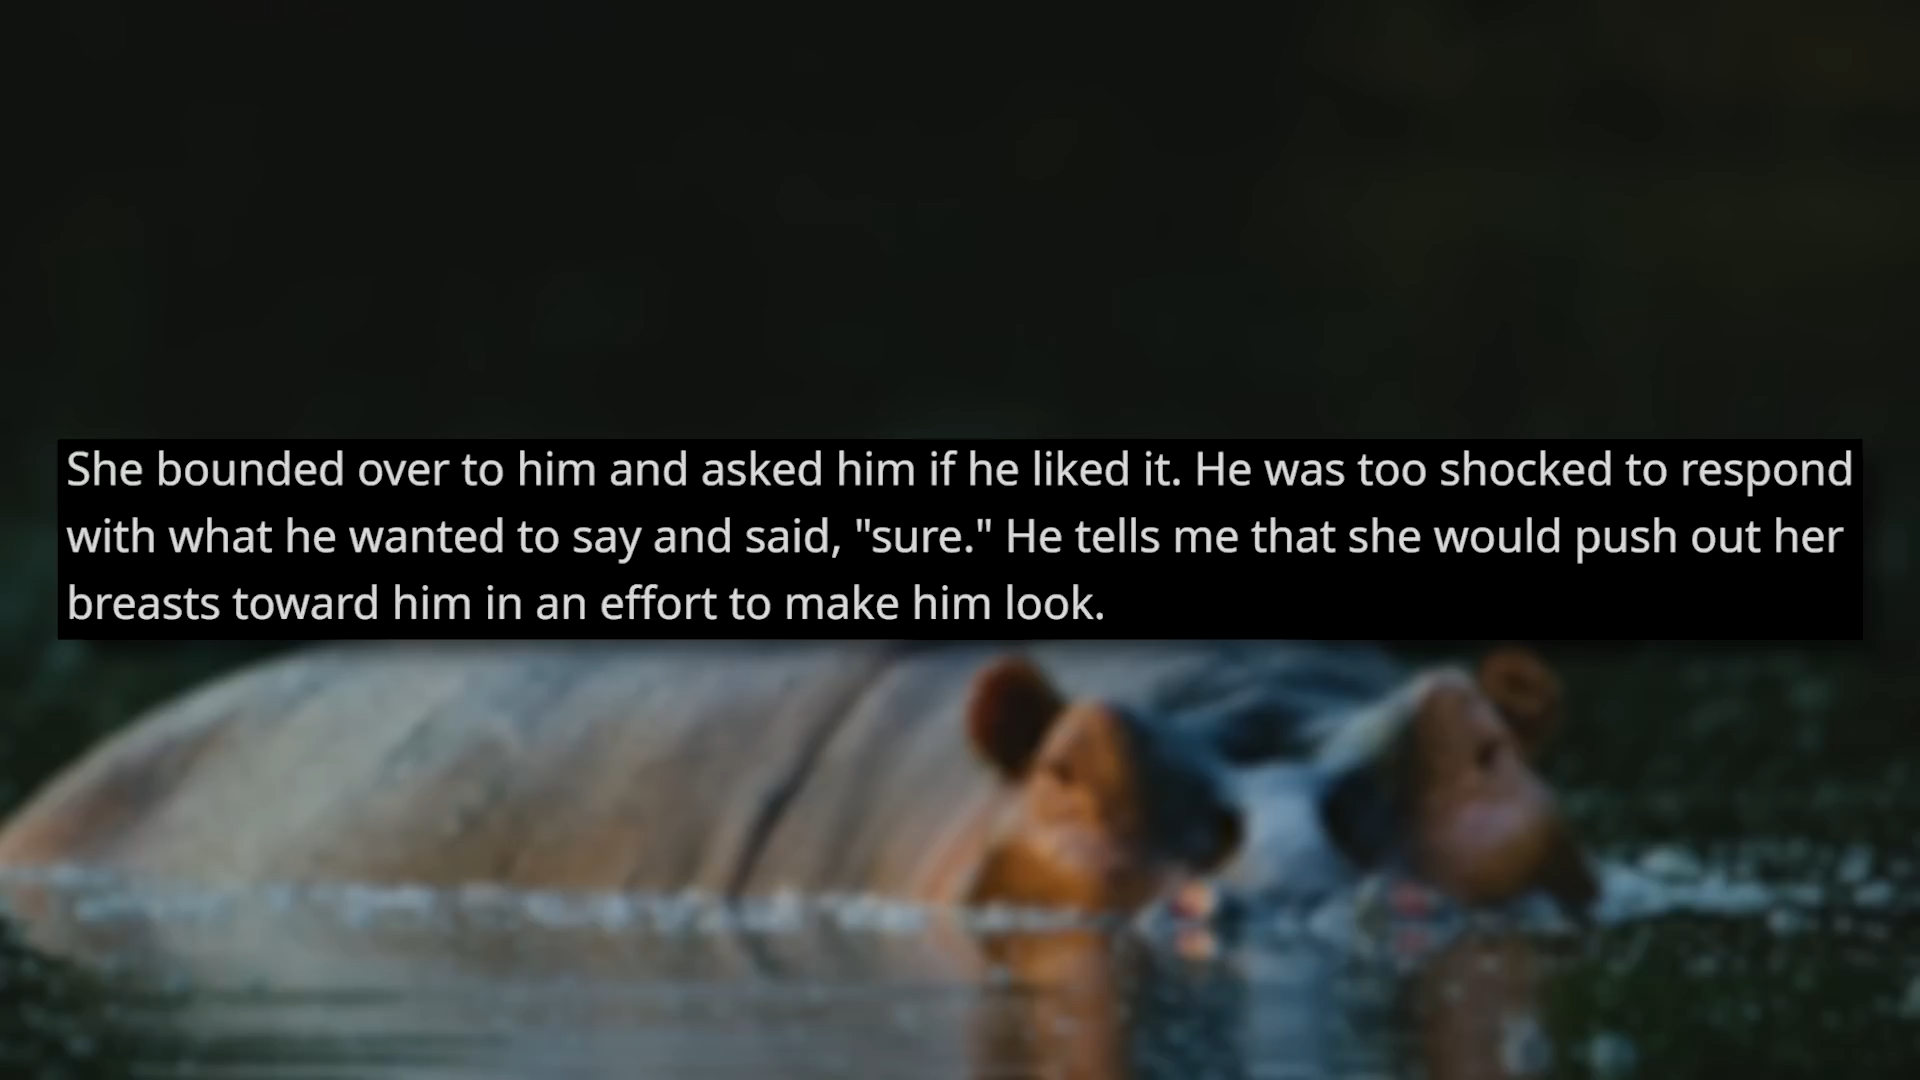 She bounded over to him and asked him if he liked it. He was too shocked to respond
with what he wanted to say and said, "sure." He tells me that she would push out her
breasts toward him in an effort to make him look.